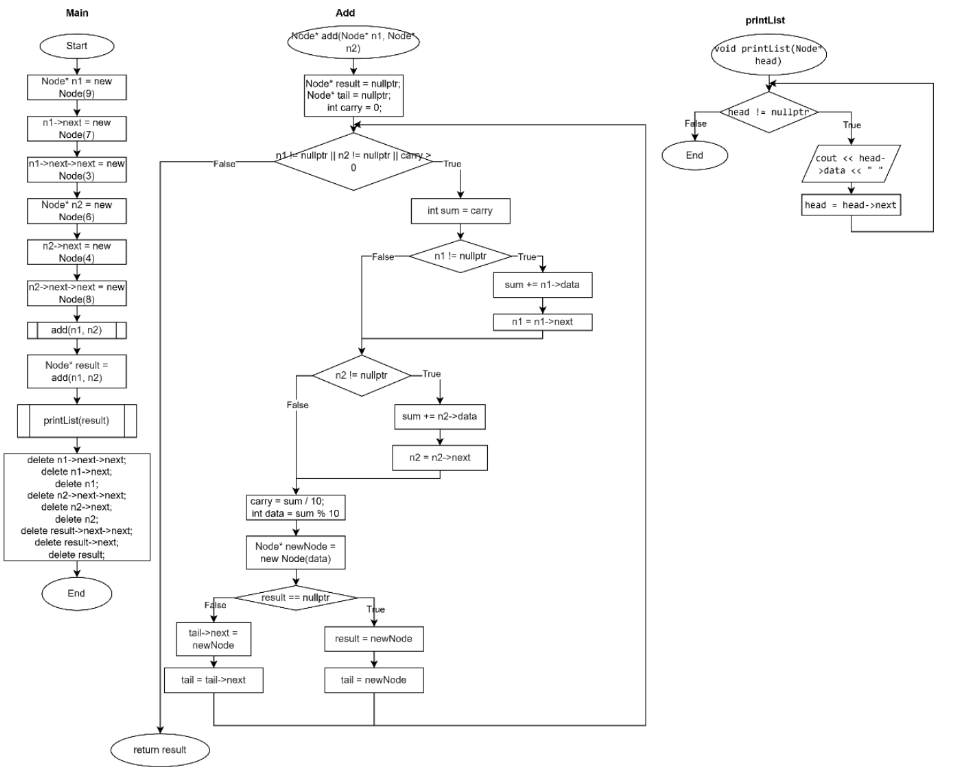 Main
Start
Node* n1 = new
Node(9)
n1->next = new
Node(7)
n1->next->next = new
Node(3)
Node* n2 = new
Node(6)
n2->next = new
Node(4)
n2->next->next = new
Node(8)
add(n1, n2)
Node* result =
add(n1, n2)
printList(result)
delete n1->next->next;
delete n1->next;
delete n1;
delete n2->next->next;
delete n2->next;
delete n2;
delete result->next->next;
delete result->next;
delete result;
End
Add
Node* add(Node* n1, Node*
n2)
Node* result = nullptr;
Node* tail = nullptr;
int carry = 0;
n1 != nullptr || n2 != nullptr || carry >
0
False
True
int sum = carry
n1 != nullptr
False
True
sum += n1->data
n1 = n1->next
n2 != nullptr
True
False
sum += n2->data
n2 = n2->next
carry = sum / 10;
int data = sum % 10
Node* newNode =
new Node(data)
result == nullptr
False
True
tail->next =
newNode
result = newNode
tail = tail->next
tail = newNode
return result
printList
void printList(Node*
head)
head != nullptr
False
True
End
cout << head-
>data << " "
head = head->next